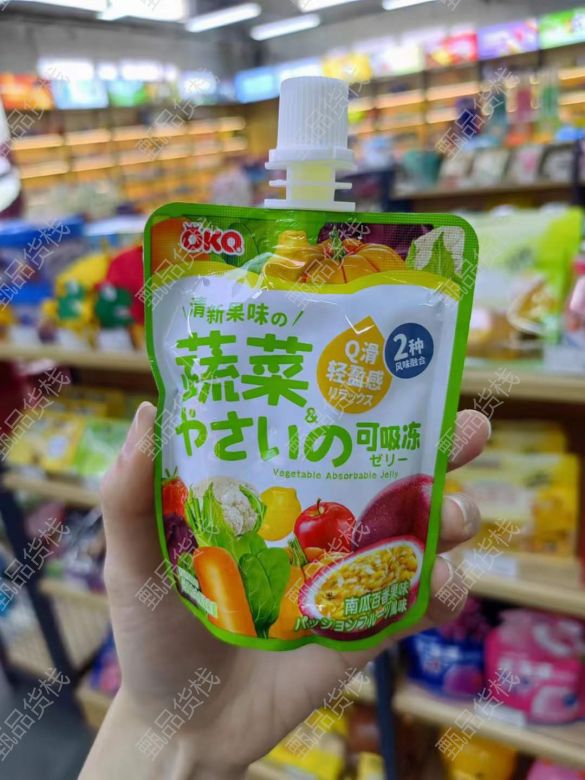 ÖKQ
清新果味の
蔬菜
&
やさいの
可吸冻
ゼリー
Vegetable Absorbable Jelly
Q滑
轻盈感
リラックス
2种
风味融合
南瓜百香果味
パッションフルーツ風味
甄品货栈